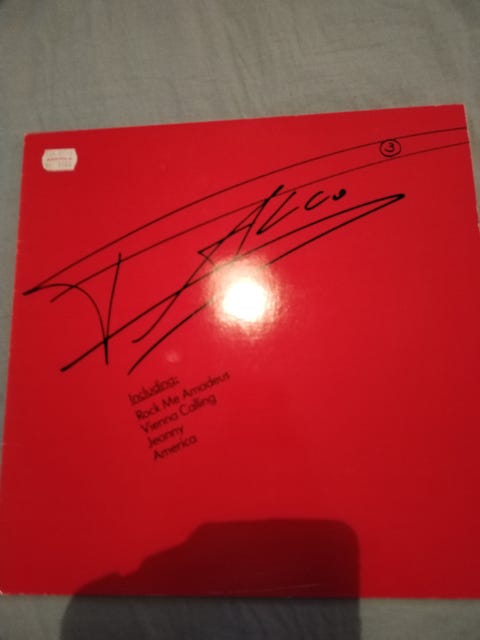 3
FALCO
Including:
Rock Me Amadeus
Vienna Calling
Jeanny
America